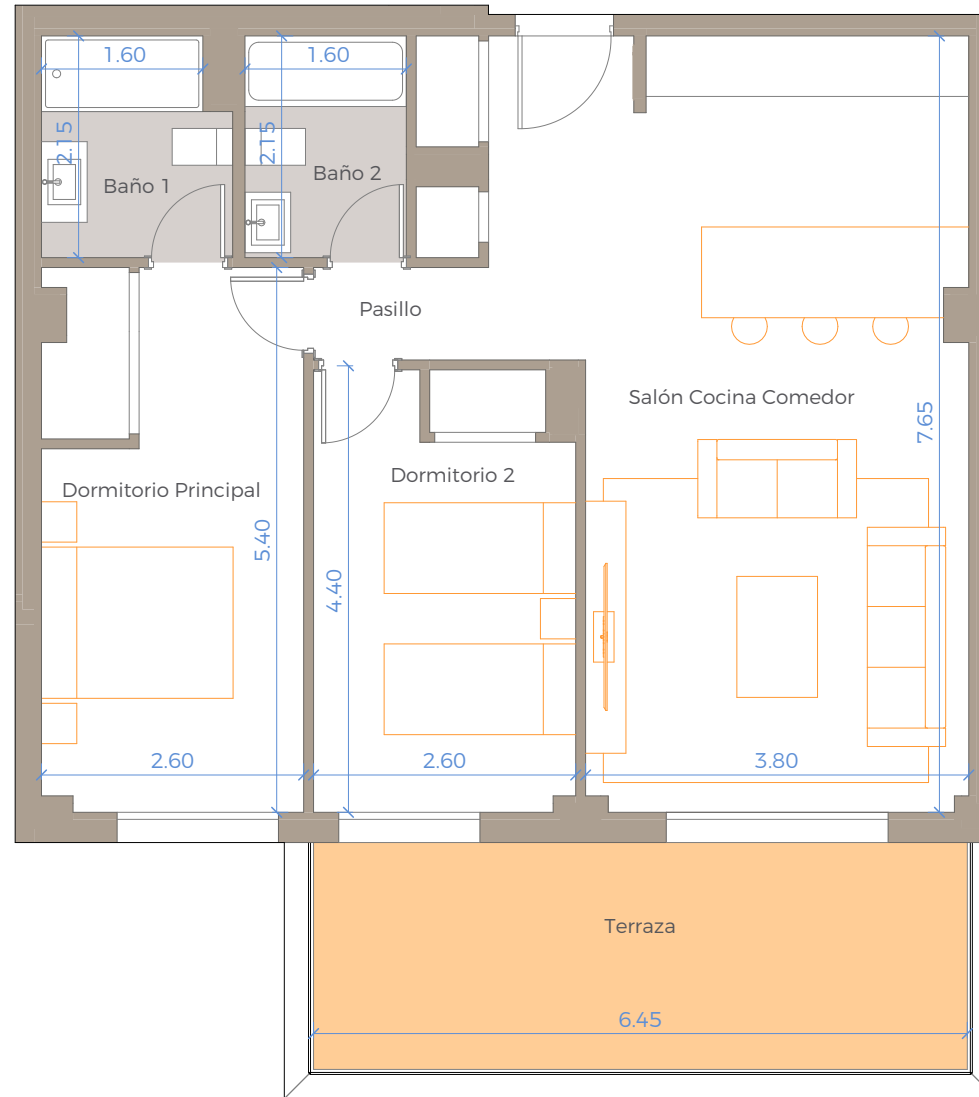 1.60
1.60
2.15
2.15
Baño 1
Baño 2
Pasillo
Salón Cocina Comedor
7.65
Dormitorio Principal
Dormitorio 2
5.40
4.40
2.60
2.60
3.80
Terraza
6.45